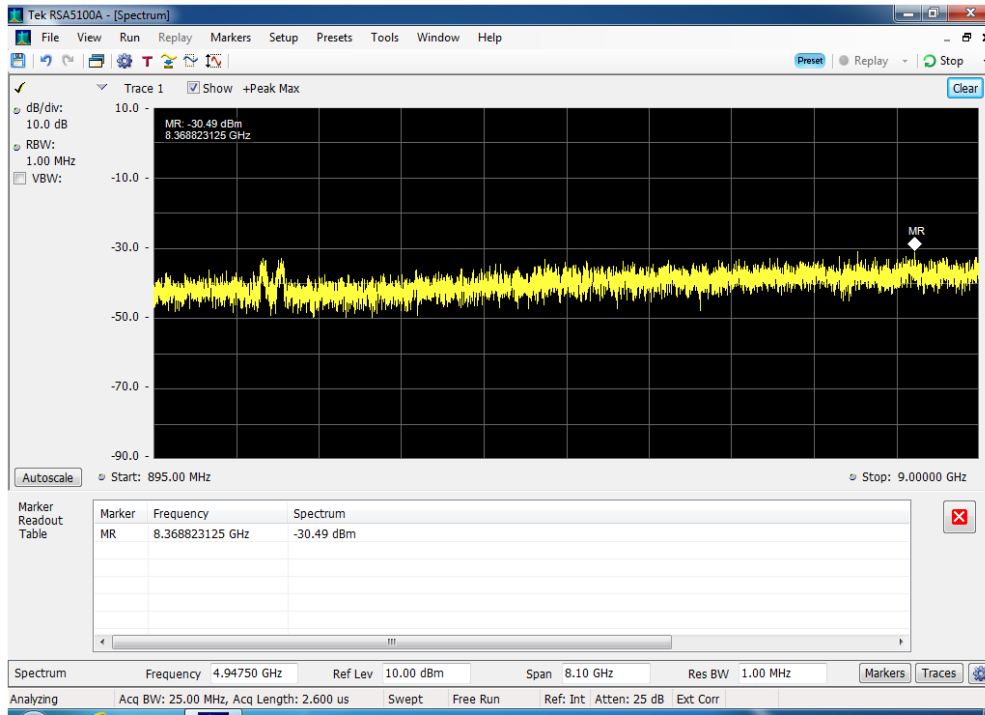 Tek RSA5100A - [Spectrum]
File View Run Replay Markers Setup Presets Tools Window Help
T Preset Replay Stop
Trace 1 Show +Peak Max Clear
dB/div:
10.0 dB
RBW:
1.00 MHz
VBW:
10.0
-10.0
-30.0
-50.0
-70.0
-90.0
MR: -30.49 dBm
8.368823125 GHz
MR
Autoscale Start: 895.00 MHz Stop: 9.00000 GHz
Marker
Readout
Table
Marker Frequency Spectrum
MR 8.368823125 GHz -30.49 dBm
Spectrum Frequency 4.94750 GHz Ref Lev 10.00 dBm Span 8.10 GHz Res BW 1.00 MHz Markers Traces
Analyzing Acq BW: 25.00 MHz, Acq Length: 2.600 us Swept Free Run Ref: Int Atten: 25 dB Ext Corr